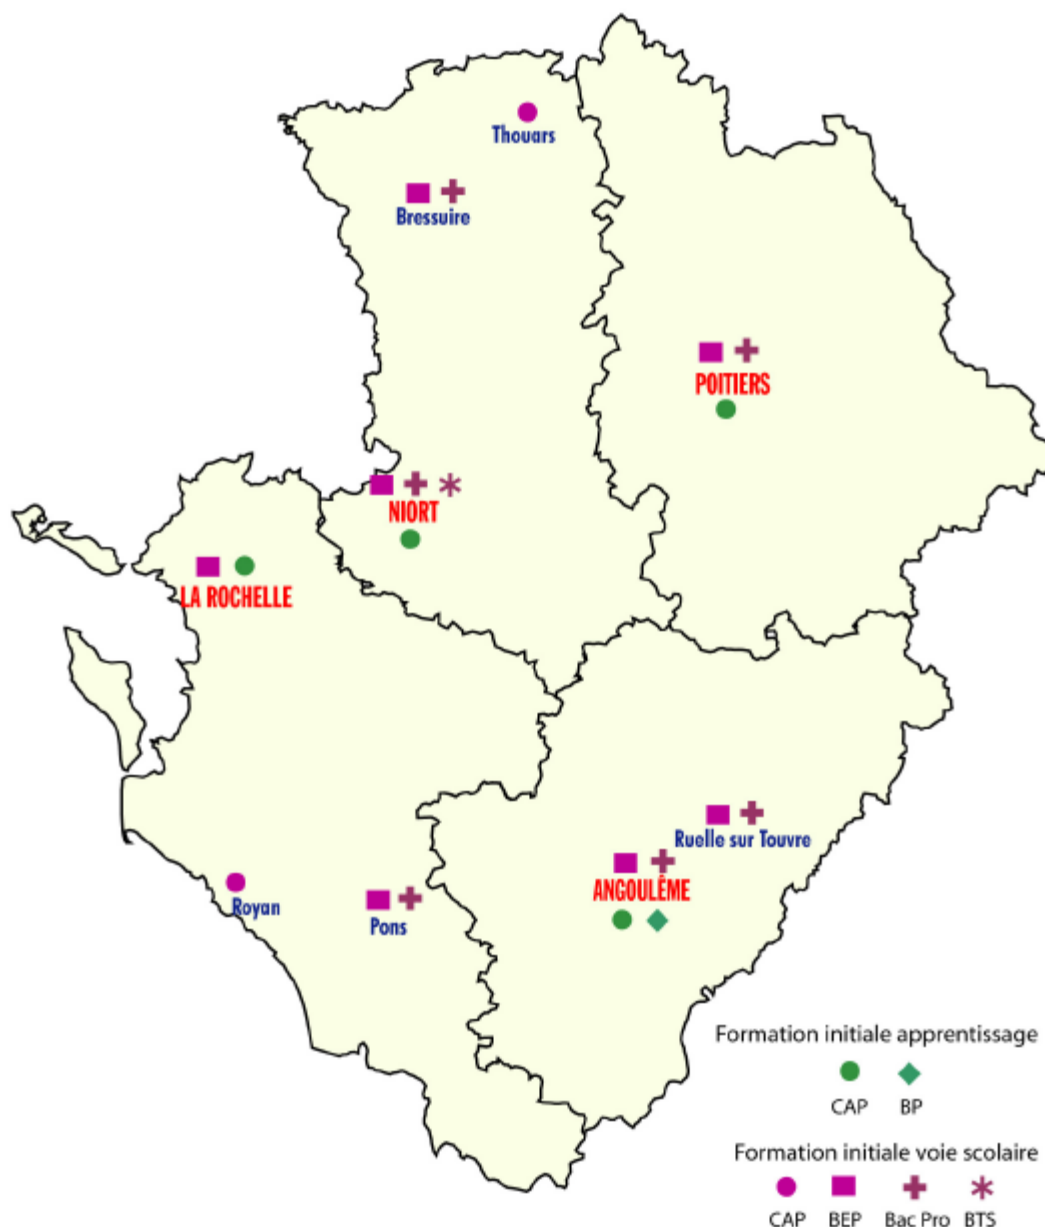 Thouars
Bressuire
POITIERS
NIORT
LA ROCHELLE
Ruelle sur Touvre
ANGOULÊME
Royan
Pons
Formation initiale apprentissage
CAP BP
Formation initiale voie scolaire
CAP BEP Bac Pro BTS